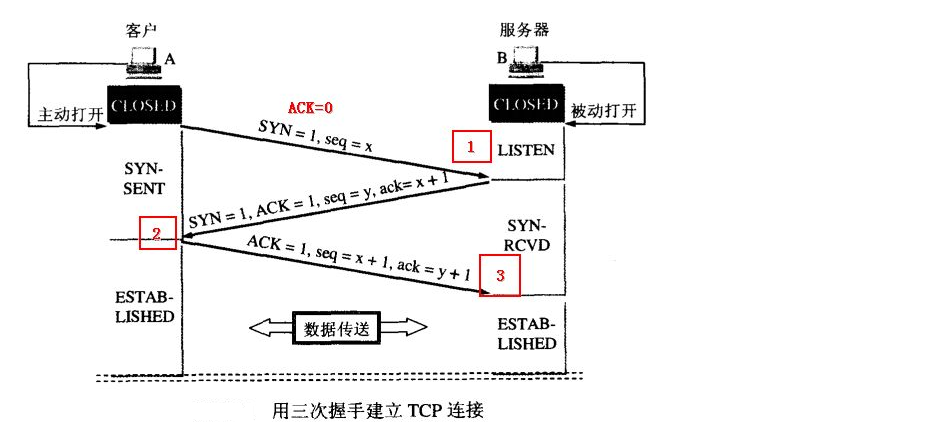 客户
服务器
A
B
CLOSED
CLOSED
主动打开
被动打开
ACK=0
SYN = 1, seq = x
1
LISTEN
SYN-
SENT
SYN = 1, ACK = 1, seq = y, ack= x + 1
2
SYN-
RCVD
ACK = 1, seq = x + 1, ack = y + 1
3
ESTAB-
LISHED
数据传送
ESTAB-
LISHED
用三次握手建立 TCP 连接